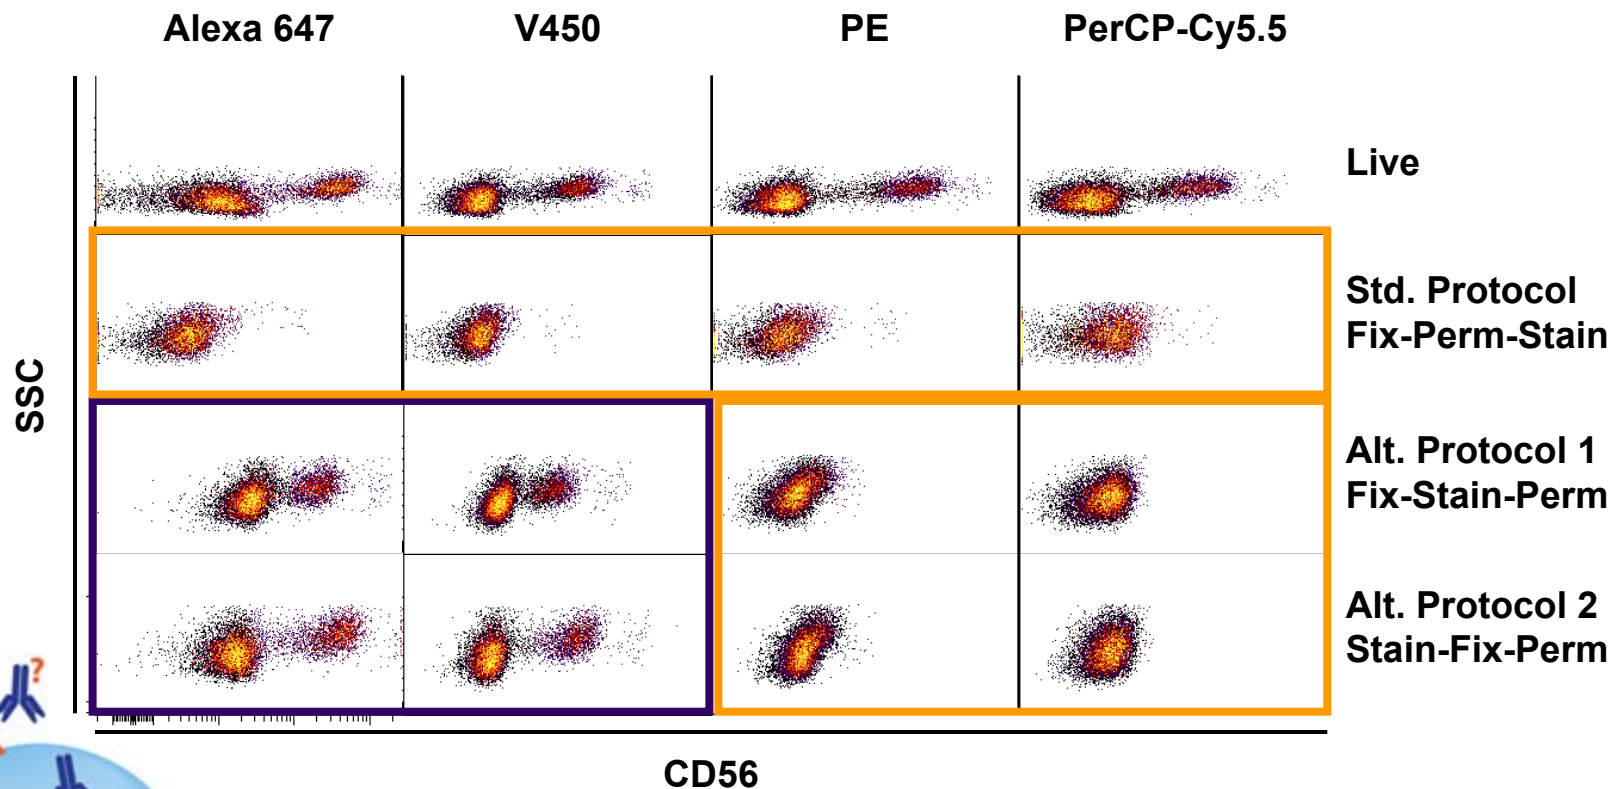 Alexa 647
V450
PE
PerCP-Cy5.5
Live
Std. Protocol
Fix-Perm-Stain
SSC
Alt. Protocol 1
Fix-Stain-Perm
Alt. Protocol 2
Stain-Fix-Perm
?
CD56